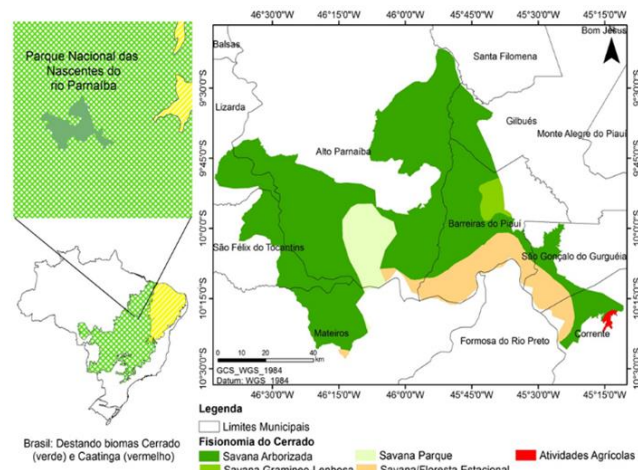 Parque Nacional das
Nascentes do
rio Parnaíba
Brasil: Destando biomas Cerrado
(verde) e Caatinga (vermelho)
46°30'0"O
46°15'0"O
46°0'0"O
45°45'0"O
45°30'0"O
45°15'0"O
9°30'0"S
9°45'0"S
10°0'0"S
10°15'0"S
10°30'0"S
Balsas
Santa Filomena
Bom Jesus
Lizarda
Gilbués
Monte Alegre do Piauí
Alto Parnaíba
Barreiras do Piauí
São Félix do Tocantins
São Gonçalo do Gurguéia
Mateiros
Formosa do Rio Preto
Corrente
0 10 20 40
km
GCS_WGS_1984
Datum: WGS_1984
Legenda
Limites Municipais
Fisionomia do Cerrado
Savana Arborizada
Savana Parque
Atividades Agrícolas
Savana Gramineo-Lenhosa
Savana/Floresta Estacional